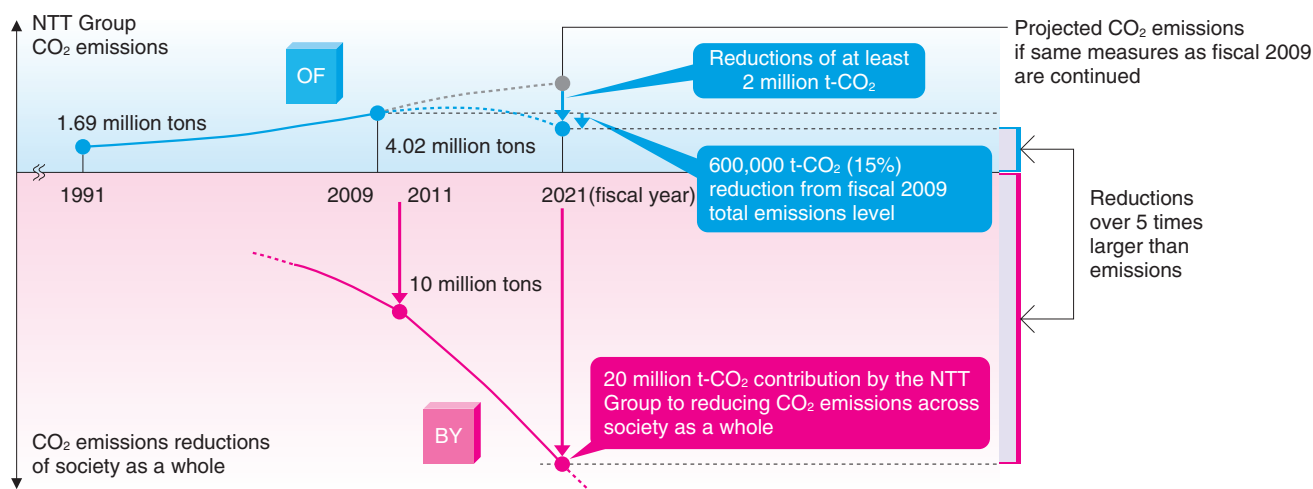 NTT Group
CO₂ emissions
OF
Projected CO₂ emissions
if same measures as fiscal 2009
are continued
Reductions of at least
2 million t-CO₂
1.69 million tons
4.02 million tons
600,000 t-CO₂ (15%)
reduction from fiscal 2009
total emissions level
1991
2009
2011
2021(fiscal year)
Reductions
over 5 times
larger than
emissions
10 million tons
20 million t-CO₂ contribution by the NTT
Group to reducing CO₂ emissions across
society as a whole
BY
CO₂ emissions reductions
of society as a whole